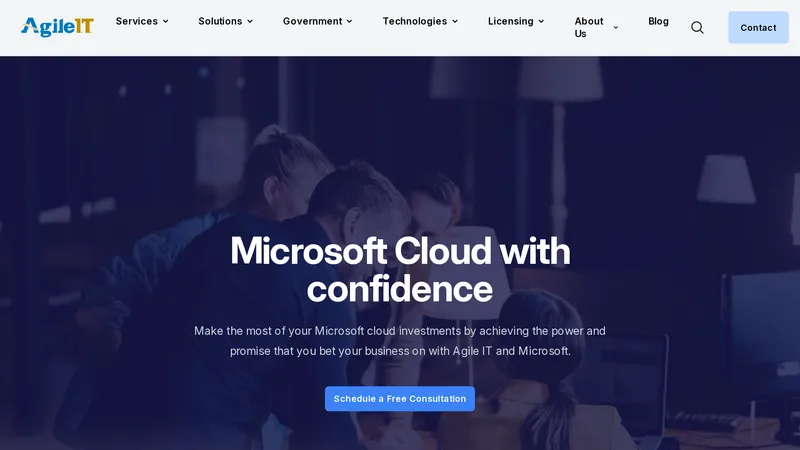 AgileIT
Services
Solutions
Government
Technologies
Licensing
About
Us
Blog
Contact
Microsoft Cloud with
confidence
Make the most of your Microsoft cloud investments by achieving the power and
promise that you bet your business on with Agile IT and Microsoft.
Schedule a Free Consultation